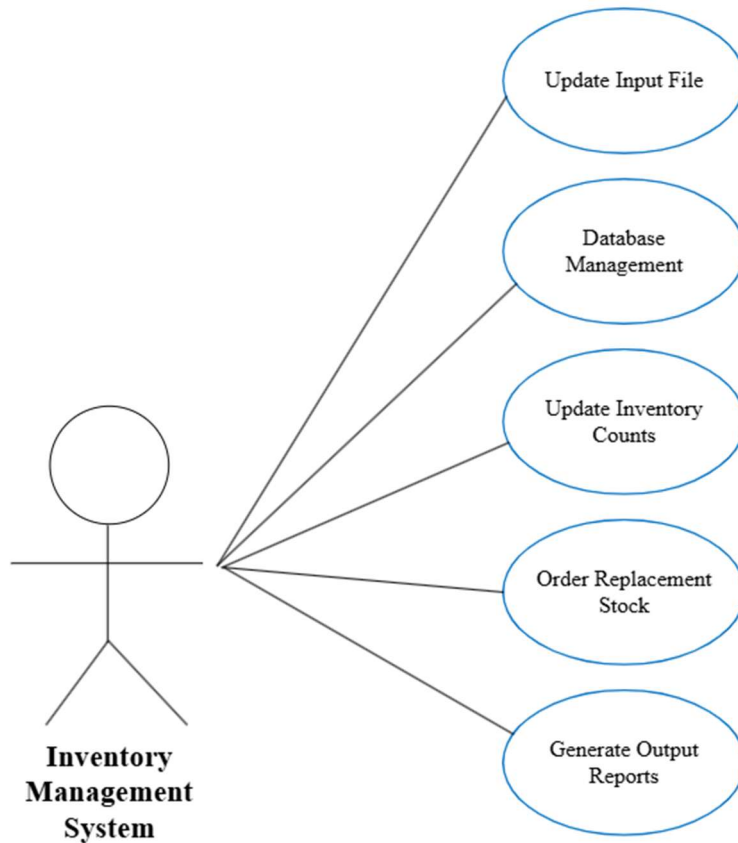 Update Input File
Database
Management
Update Inventory
Counts
Order Replacement
Stock
Generate Output
Reports
Inventory
Management
System